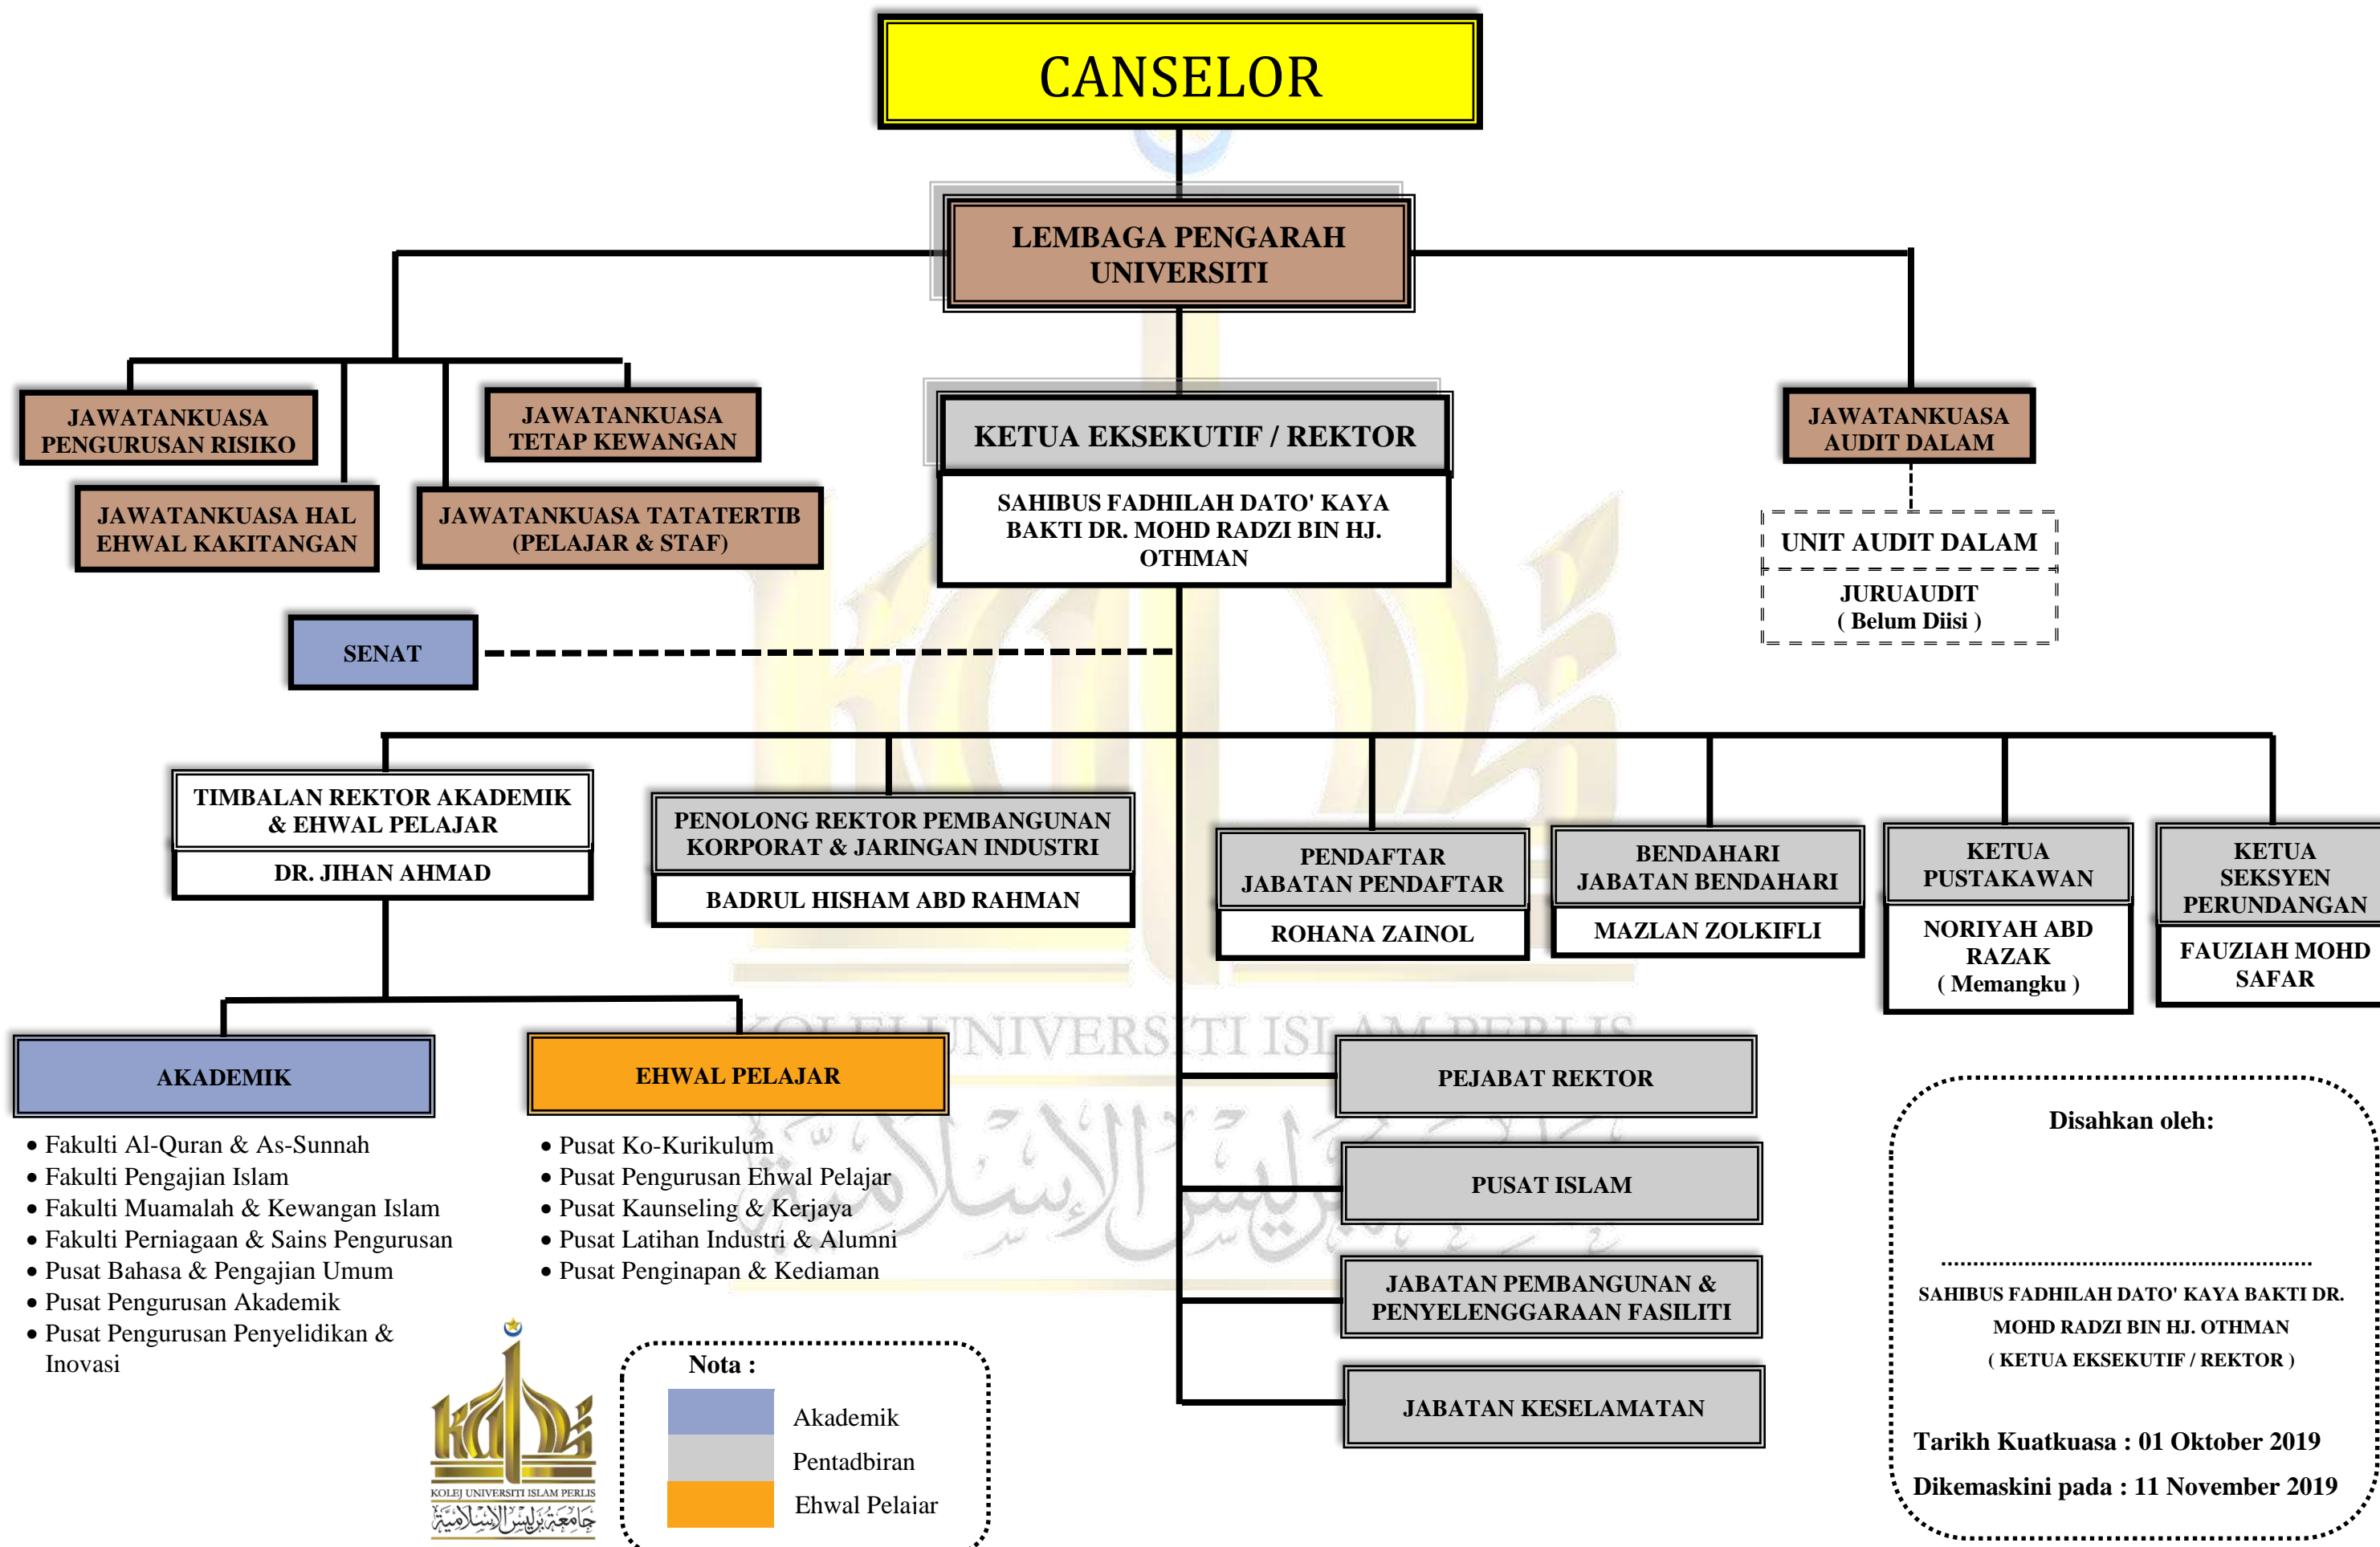 CANSELOR
LEMBAGA PENGARAH
UNIVERSITI
JAWATANKUASA
PENGURUSAN RISIKO
JAWATANKUASA
TETAP KEWANGAN
JAWATANKUASA HAL
EHWAL KAKITANGAN
JAWATANKUASA TATATERTIB
(PELAJAR & STAF)
KETUA EKSEKUTIF / REKTOR
SAHIBUS FADHILAH DATO' KAYA
BAKTI DR. MOHD RADZI BIN HJ.
OTHMAN
JAWATANKUASA
AUDIT DALAM
UNIT AUDIT DALAM
JURUAUDIT
( Belum Diisi )
SENAT
TIMBALAN REKTOR AKADEMIK
& EHWAL PELAJAR
DR. JIHAN AHMAD
PENOLONG REKTOR PEMBANGUNAN
KORPORAT & JARINGAN INDUSTRI
BADRUL HISHAM ABD RAHMAN
PENDAFTAR
JABATAN PENDAFTAR
ROHANA ZAINOL
BENDAHARI
JABATAN BENDAHARI
MAZLAN ZOLKIFLI
KETUA
PUSTAKAWAN
NORIYAH ABD
RAZAK
( Memangku )
KETUA
SEKSYEN
PERUNDANGAN
FAUZIAH MOHD
SAFAR
AKADEMIK
• Fakulti Al-Quran & As-Sunnah
• Fakulti Pengajian Islam
• Fakulti Muamalah & Kewangan Islam
• Fakulti Perniagaan & Sains Pengurusan
• Pusat Bahasa & Pengajian Umum
• Pusat Pengurusan Akademik
• Pusat Pengurusan Penyelidikan &
Inovasi
EHWAL PELAJAR
• Pusat Ko-Kurikulum
• Pusat Pengurusan Ehwal Pelajar
• Pusat Kaunseling & Kerjaya
• Pusat Latihan Industri & Alumni
• Pusat Penginapan & Kediaman
KOLEJ UNIVERSITI ISLAM PERLIS
PEJABAT REKTOR
PUSAT ISLAM
JABATAN PEMBANGUNAN &
PENYELENGGARAAN FASILITI
JABATAN KESELAMATAN
KOLEJ UNIVERSITI ISLAM PERLIS
جامعة برليس الإسلامية
Nota :
Akademik
Pentadbiran
Ehwal Pelajar
Disahkan oleh:
SAHIBUS FADHILAH DATO' KAYA BAKTI DR.
MOHD RADZI BIN HJ. OTHMAN
( KETUA EKSEKUTIF / REKTOR )
Tarikh Kuatkuasa : 01 Oktober 2019
Dikemaskini pada : 11 November 2019